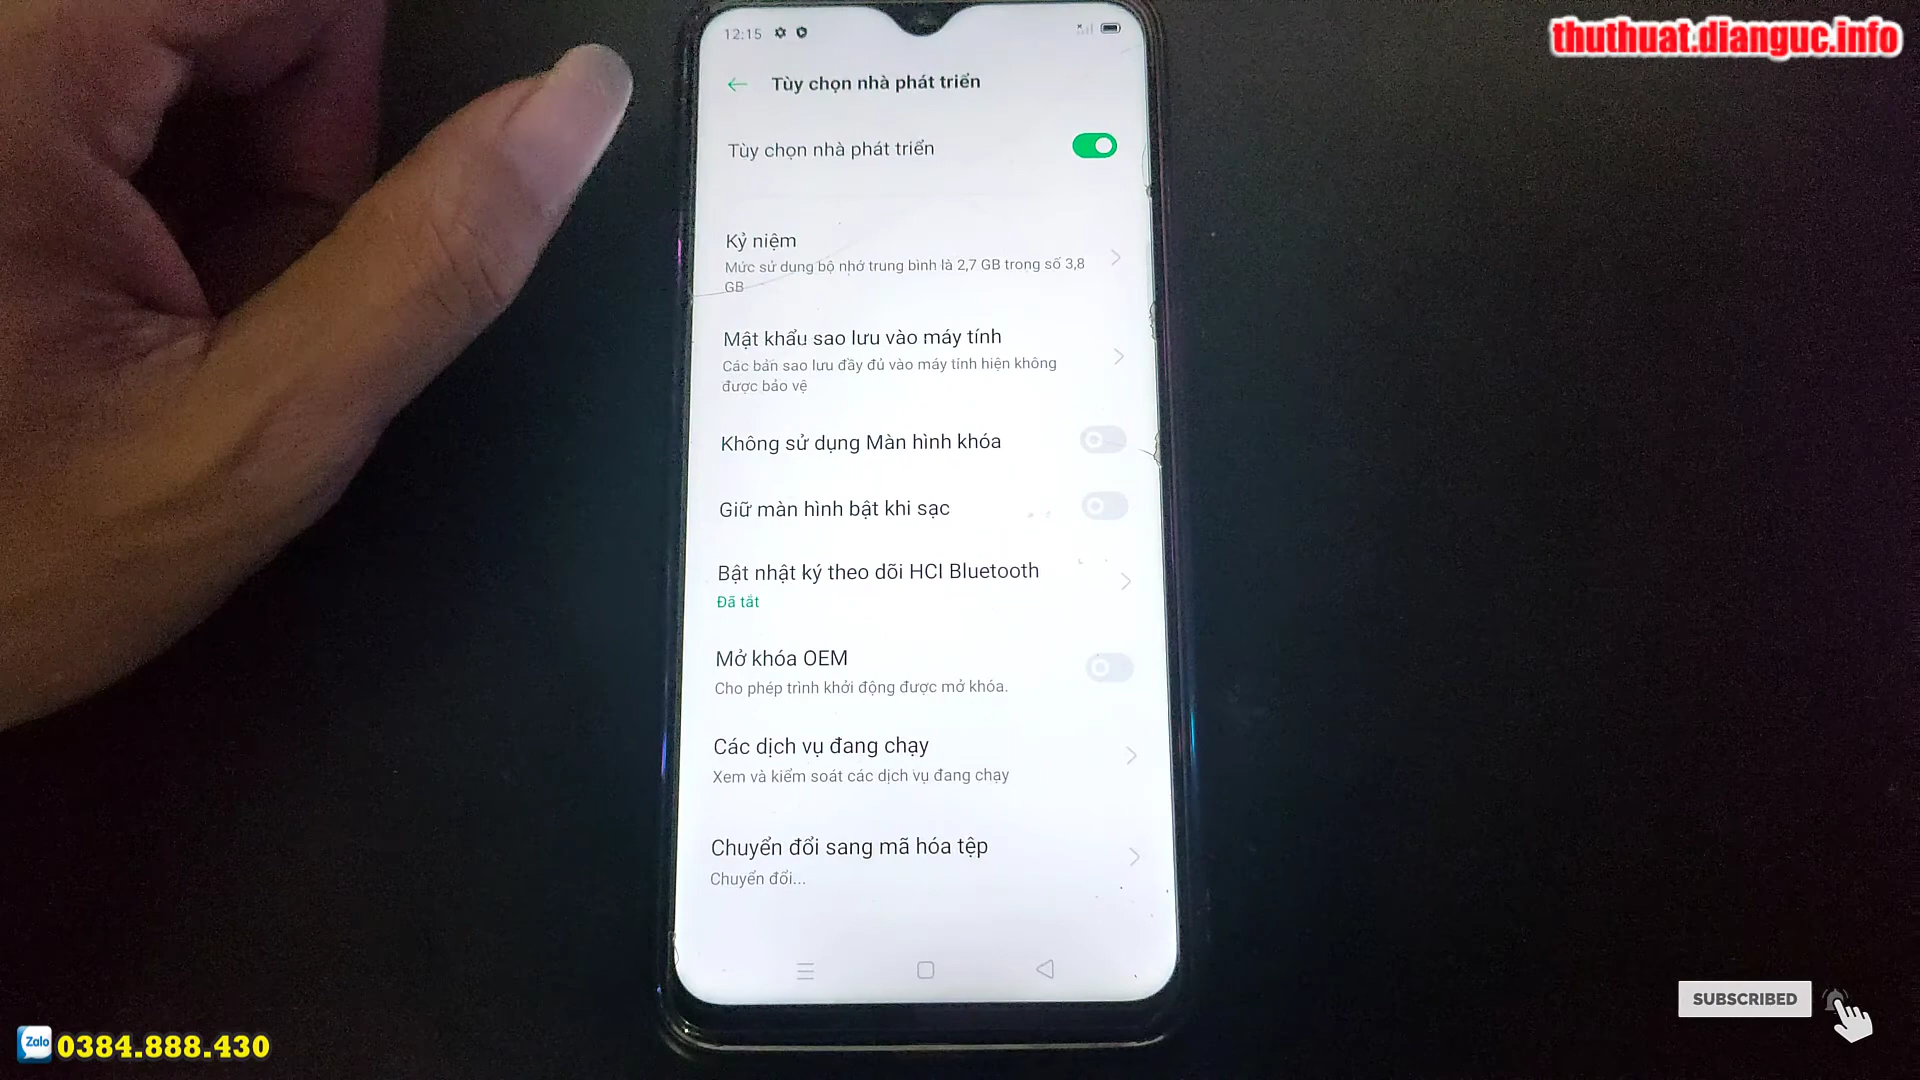 thuthuat.dianguc.info
12:15
Tùy chọn nhà phát triển
Tùy chọn nhà phát triển
Kỷ niệm
Mức sử dụng bộ nhớ trung bình là 2,7 GB trong số 3,8
GB
Mật khẩu sao lưu vào máy tính
Các bản sao lưu đầy đủ vào máy tính hiện không
được bảo vệ
Không sử dụng Màn hình khóa
Giữ màn hình bật khi sạc
Bật nhật ký theo dõi HCI Bluetooth
Đã tắt
Mở khóa OEM
Cho phép trình khởi động được mở khóa.
Các dịch vụ đang chạy
Xem và kiểm soát các dịch vụ đang chạy
Chuyển đổi sang mã hóa tệp
Chuyển đổi...
SUBSCRIBED
Zalo 0384.888.430